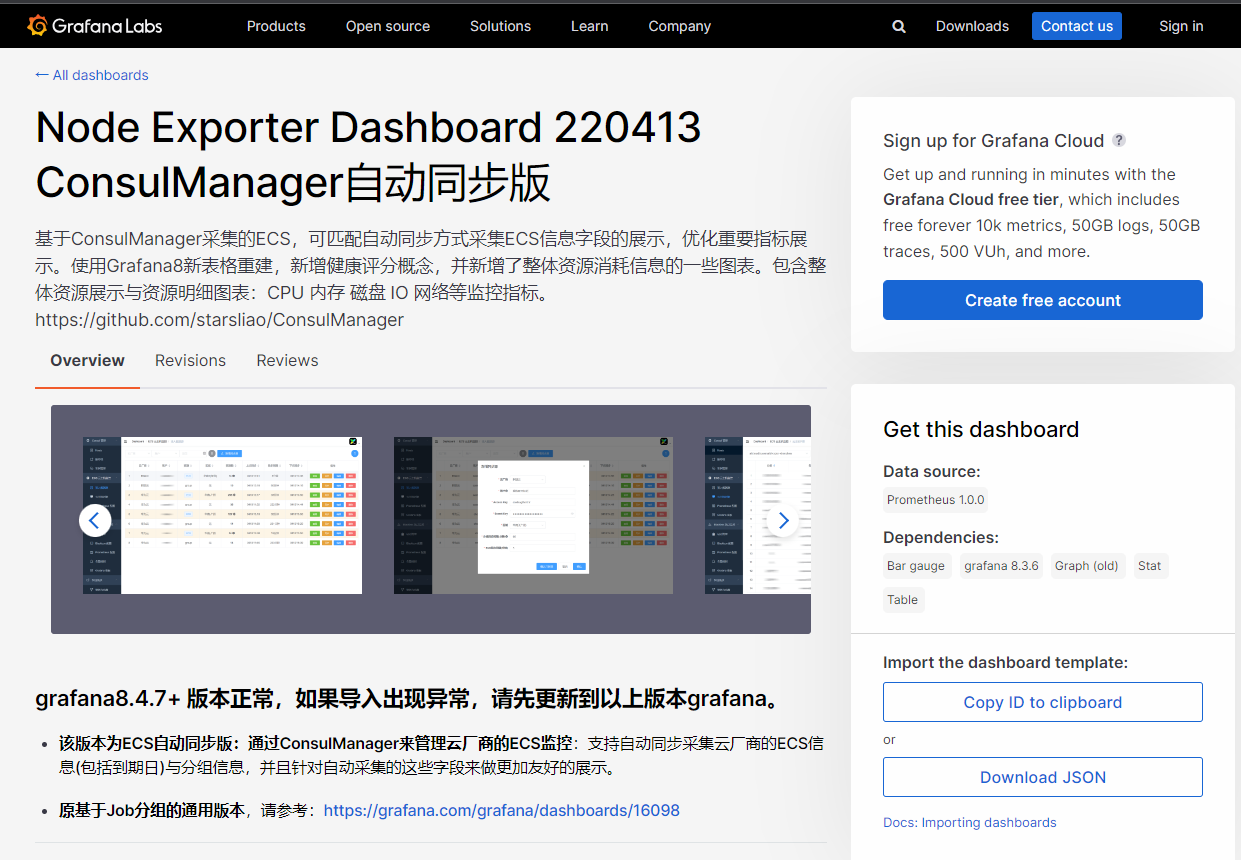 Grafana Labs
Products
Open source
Solutions
Learn
Company
Downloads
Contact us
Sign in
← All dashboards
Node Exporter Dashboard 220413
ConsulManager自动同步版
基于ConsulManager采集的ECS，可匹配自动同步方式采集ECS信息字段的展示，优化重要指标展
示。使用Grafana8新表格重建，新增健康评分概念，并新增了整体资源消耗信息的一些图表。包含整
体资源展示与资源明细图表：CPU 内存 磁盘 IO 网络等监控指标。
https://github.com/starsliao/ConsulManager
Overview
Revisions
Reviews
grafana8.4.7+ 版本正常，如果导入出现异常，请先更新到以上版本grafana。
• 该版本为ECS自动同步版：通过ConsulManager来管理云厂商的ECS监控：支持自动同步采集云厂商的ECS信
息(包括到期日)与分组信息，并且针对自动采集的这些字段来做更加友好的展示。
• 原基于Job分组的通用版本，请参考：https://grafana.com/grafana/dashboards/16098
Sign up for Grafana Cloud ?
Get up and running in minutes with the
Grafana Cloud free tier, which includes
free forever 10k metrics, 50GB logs, 50GB
traces, 500 VUh, and more.
Create free account
Get this dashboard
Data source:
Prometheus 1.0.0
Dependencies:
Bar gauge
grafana 8.3.6
Graph (old)
Stat
Table
Import the dashboard template:
Copy ID to clipboard
or
Download JSON
Docs: Importing dashboards